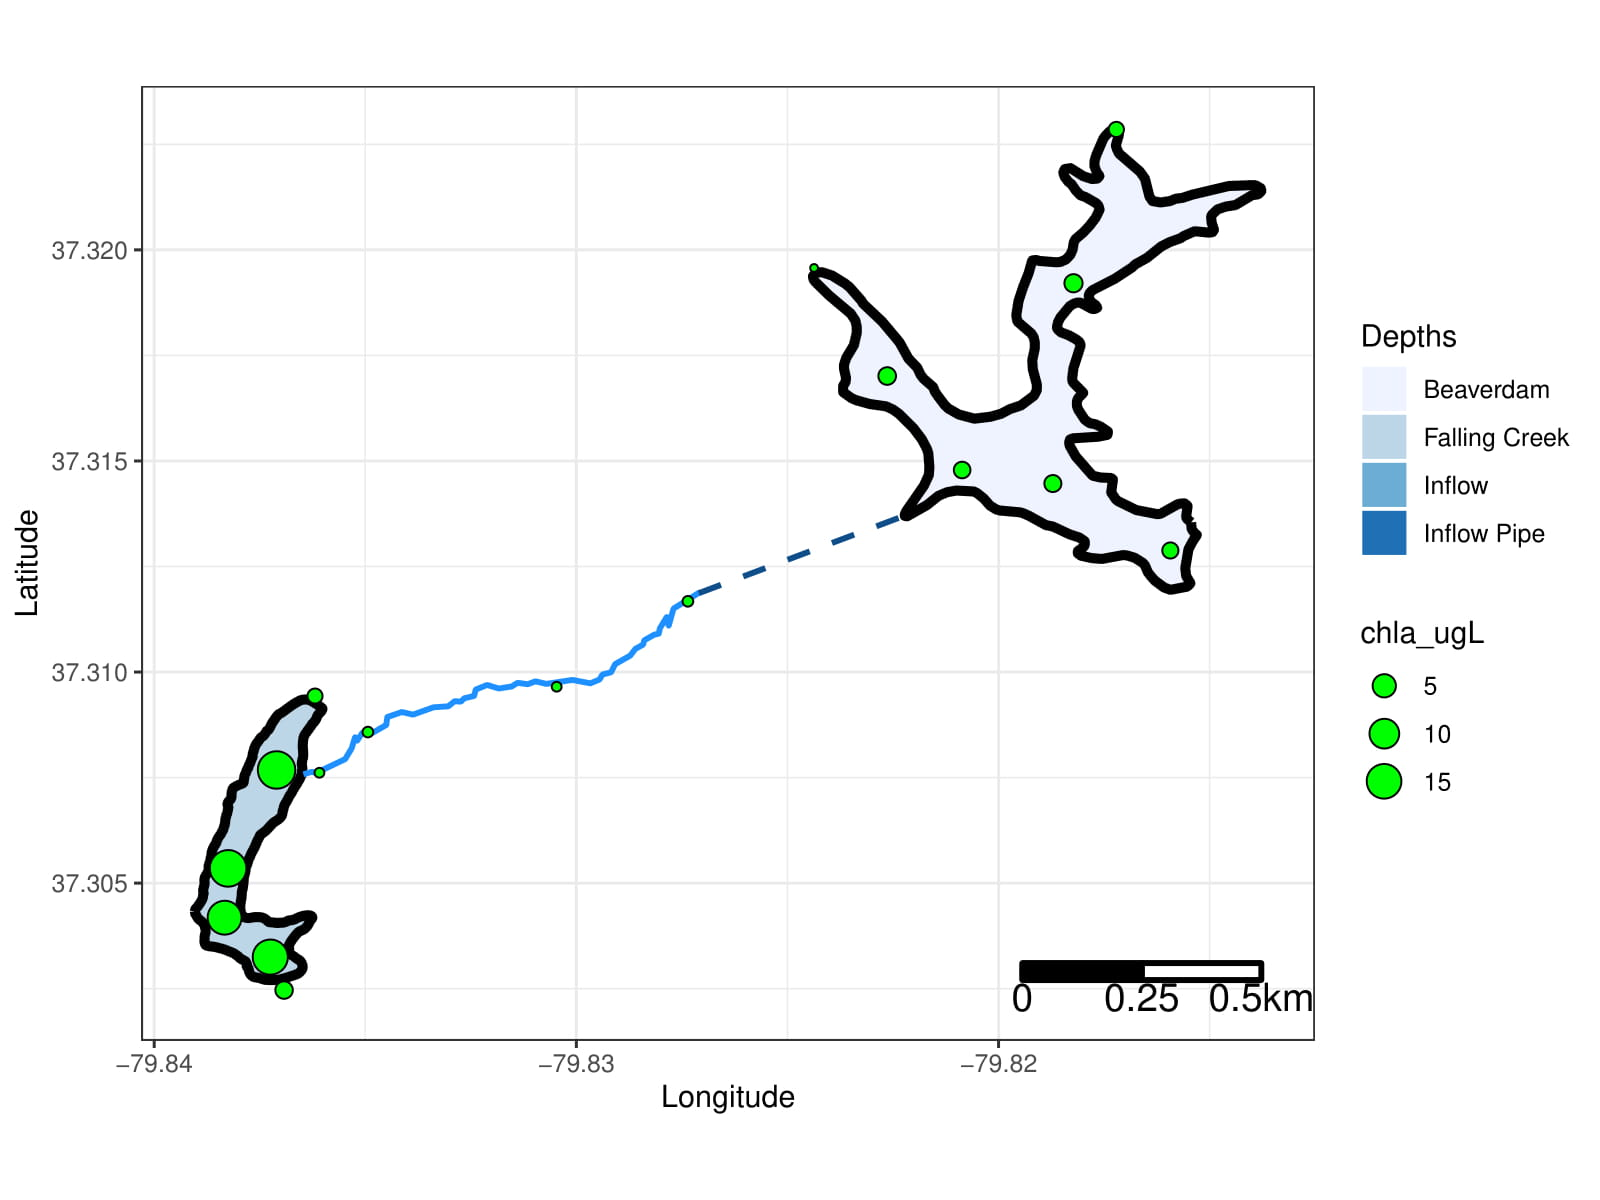 37.320
37.315
37.310
37.305
Latitude
−79.84
−79.83
−79.82
Longitude
0 0.25 0.5km
Depths
Beaverdam
Falling Creek
Inflow
Inflow Pipe
chla_ugL
5
10
15